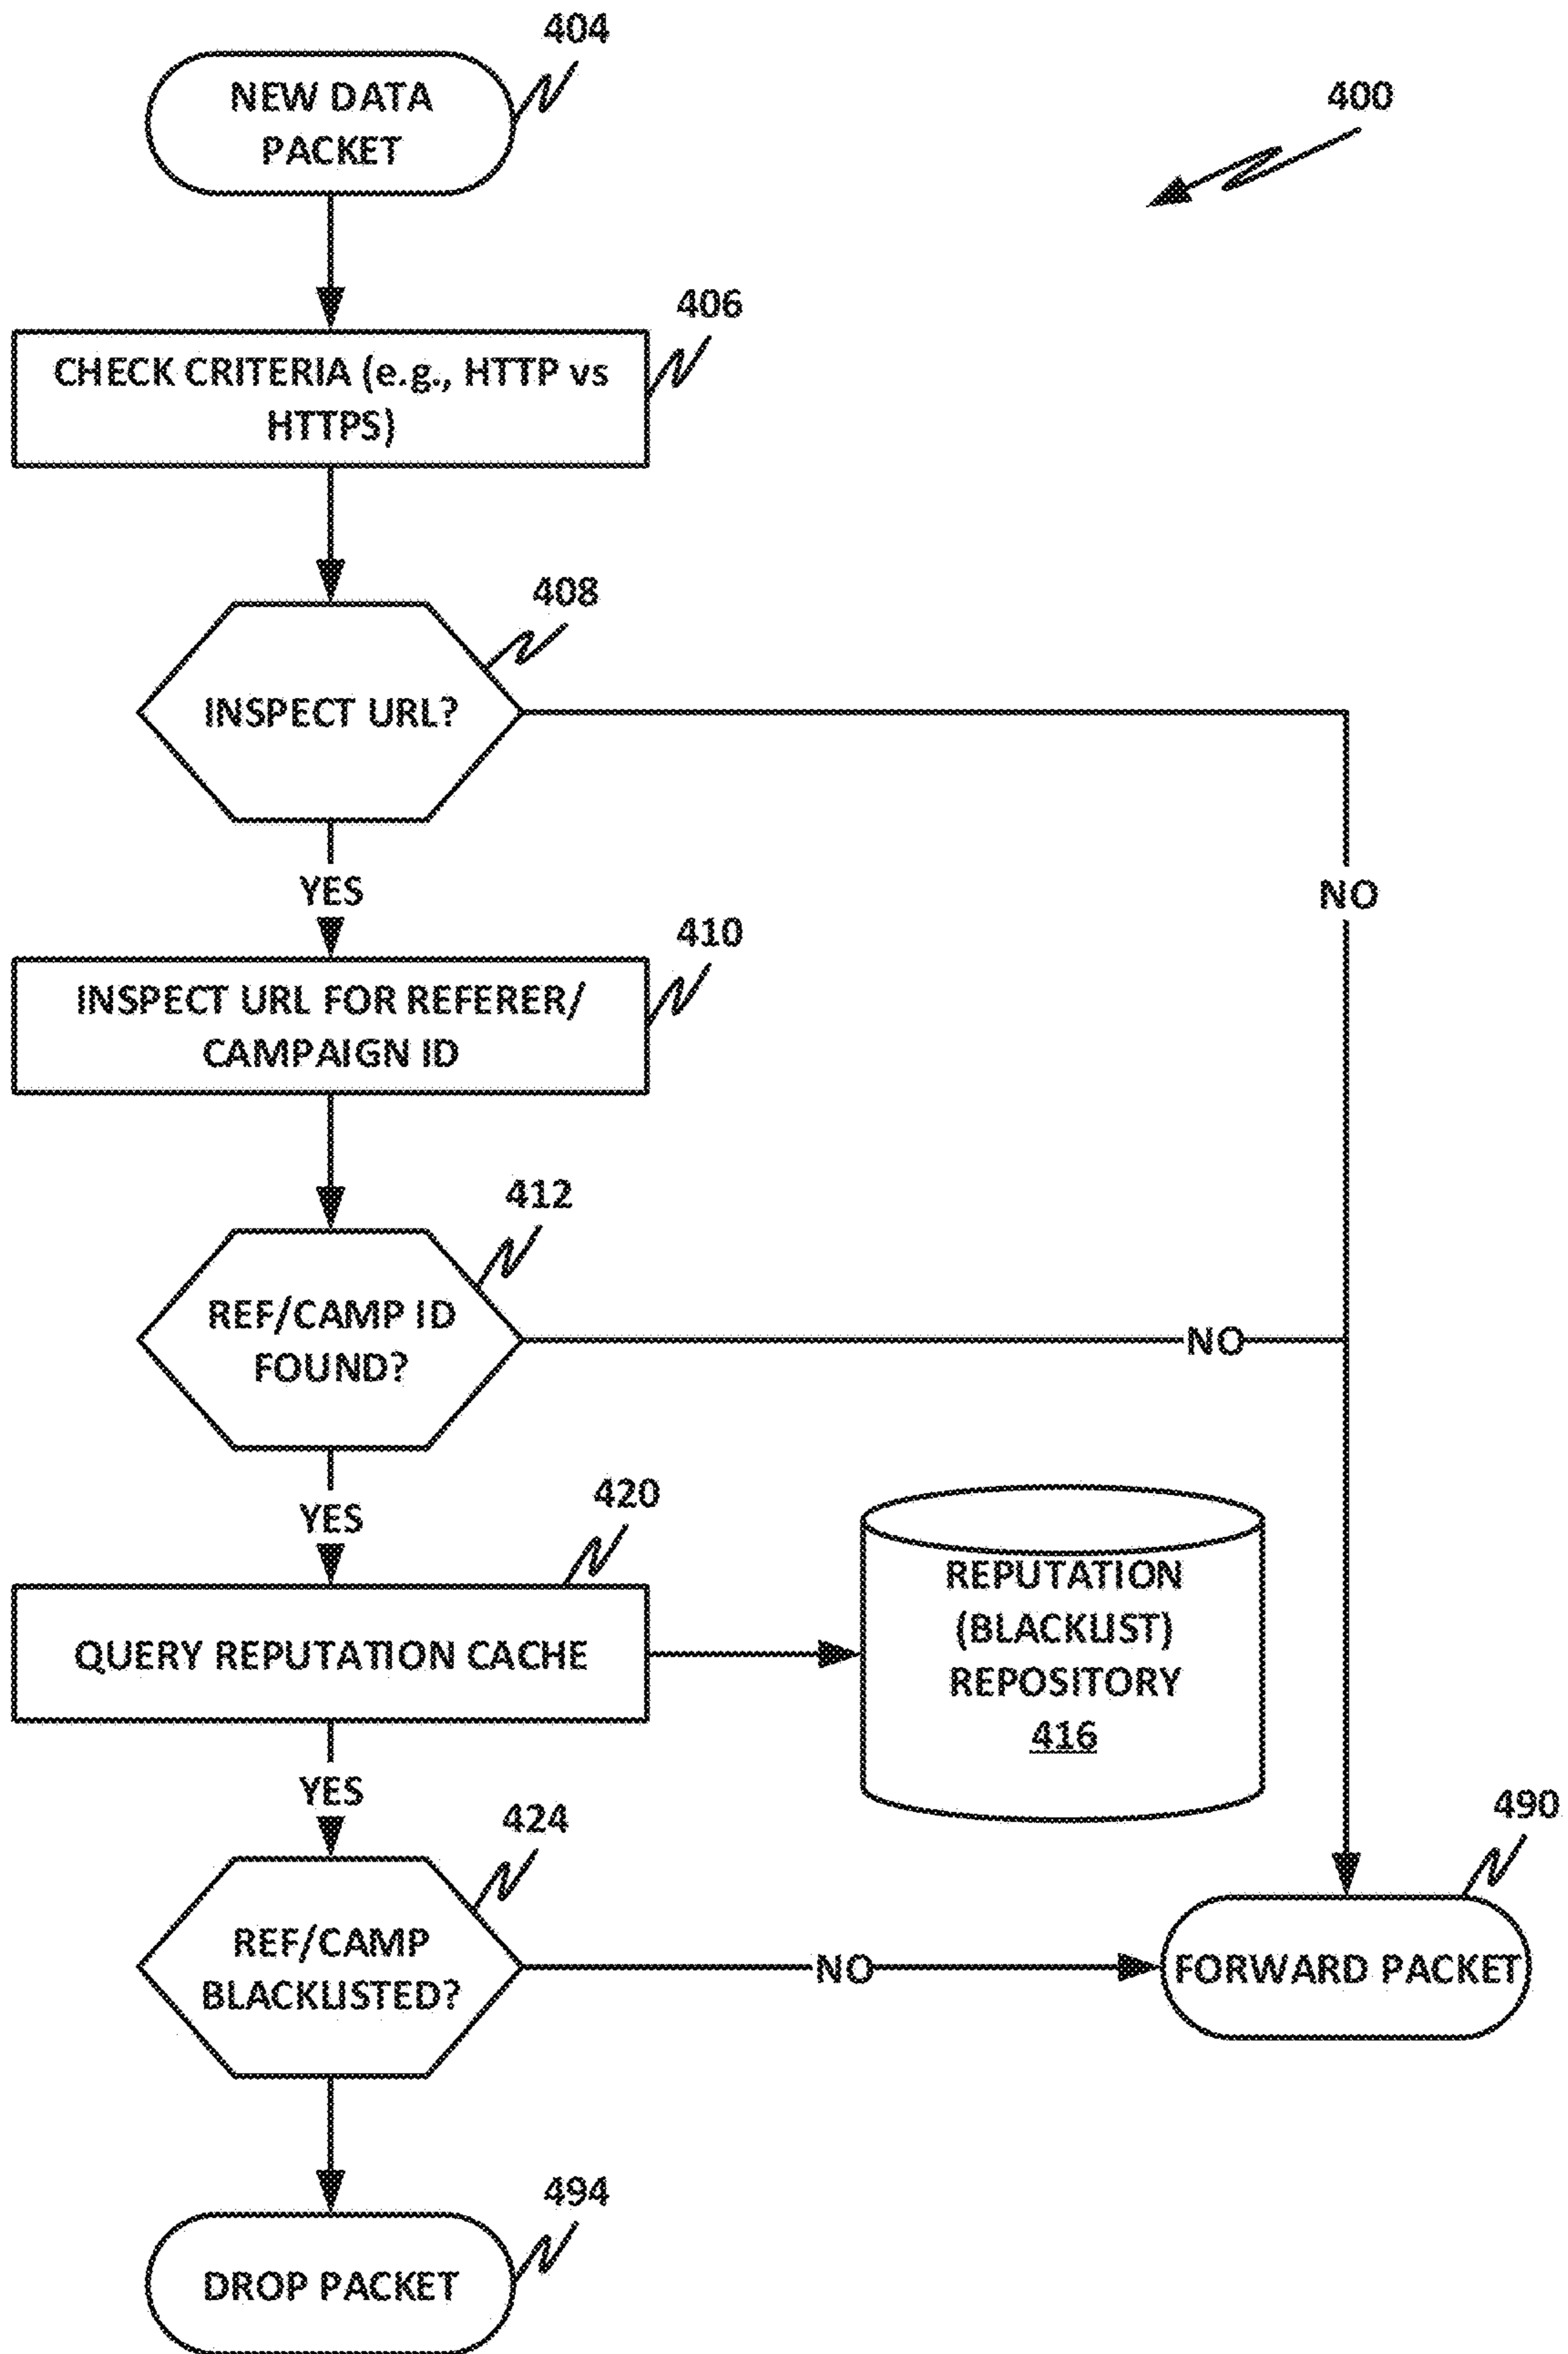 404
NEW DATA
PACKET
400
406
CHECK CRITERIA (e.g., HTTP vs
HTTPS)
408
INSPECT URL?
YES
NO
410
INSPECT URL FOR REFERER/
CAMPAIGN ID
412
REF/CAMP ID
FOUND?
NO
YES
420
QUERY REPUTATION CACHE
REPUTATION
(BLACKLIST)
REPOSITORY
416
YES
424
490
REF/CAMP
BLACKLISTED?
NO
FORWARD PACKET
494
DROP PACKET